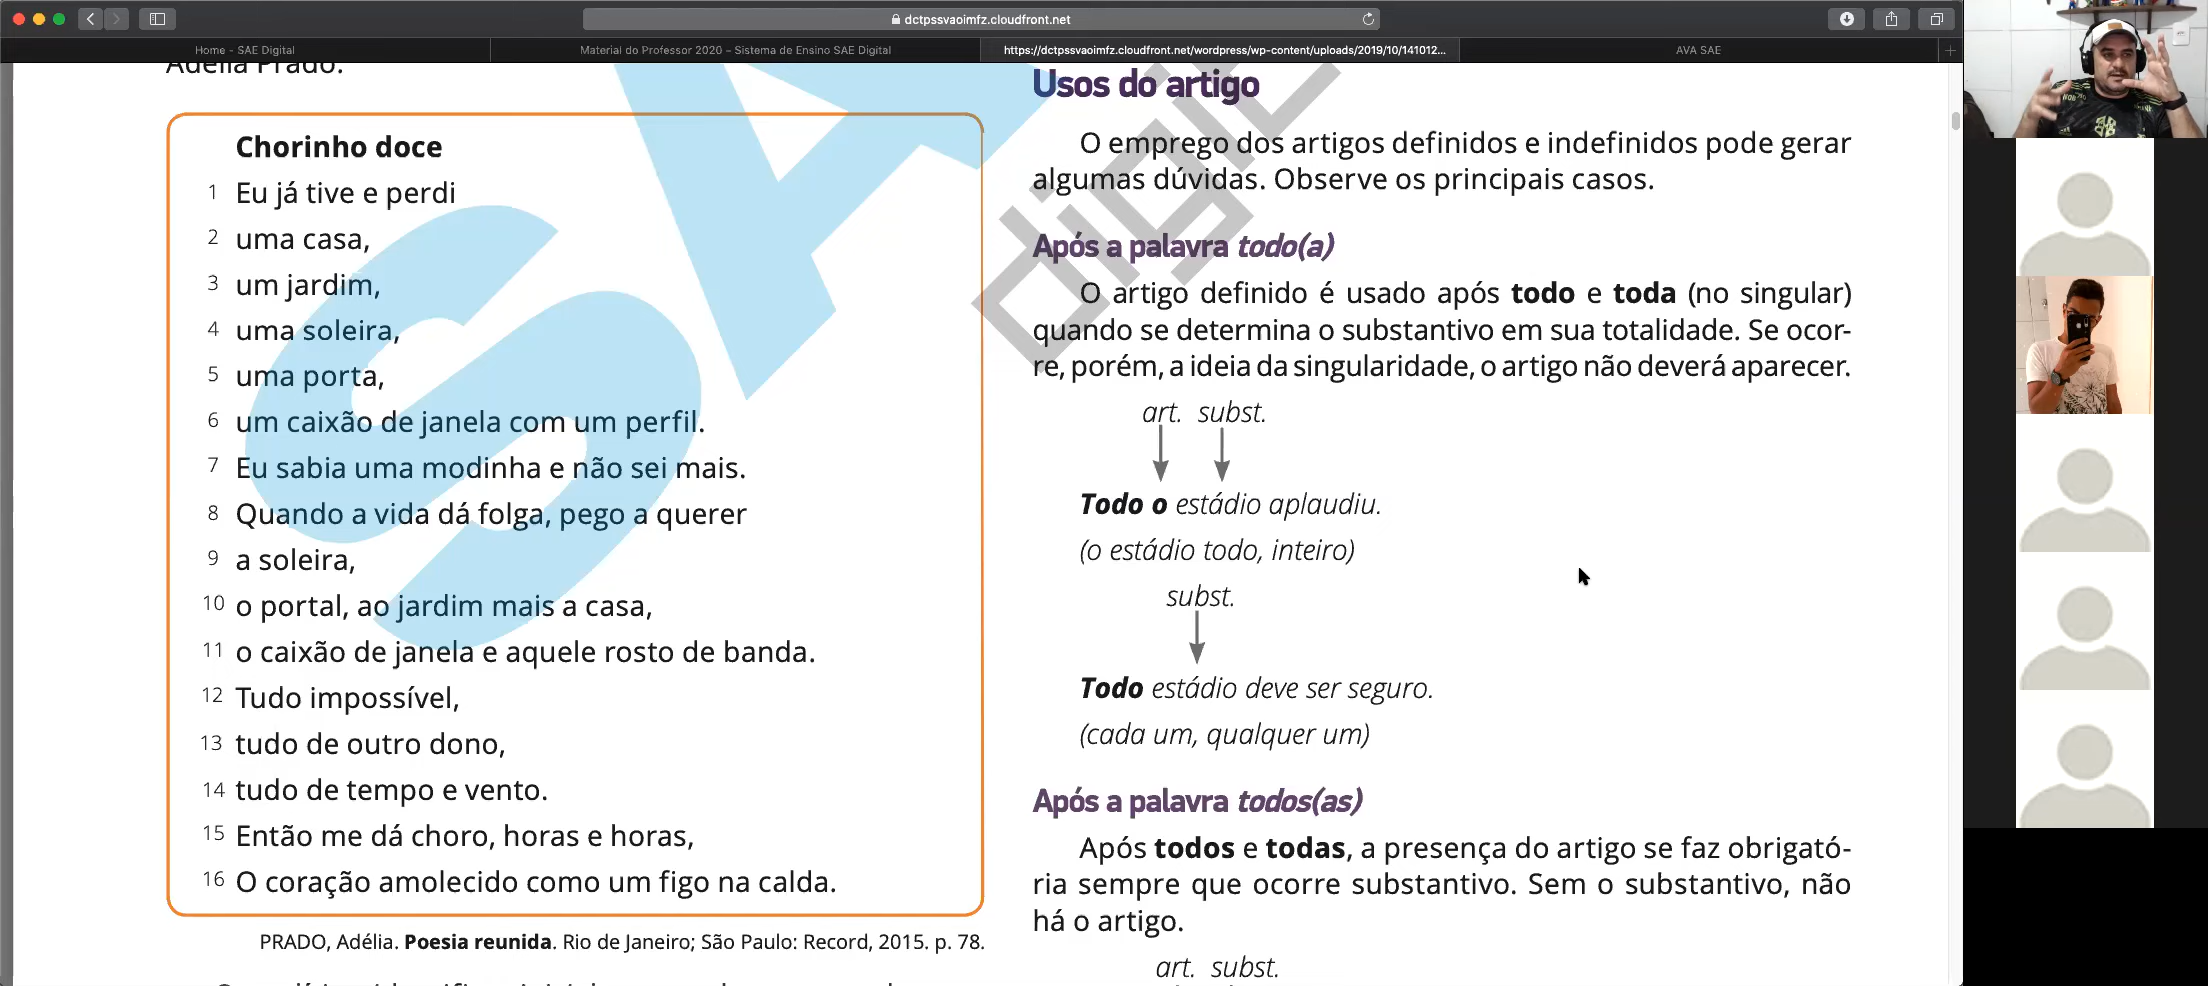 dctpssvaoimfz.cloudfront.net
Home - SAE Digital
Material do Professor 2020 – Sistema de Ensino SAE Digital
https://dctpssvaoimfz.cloudfront.net/wordpress/wp-content/uploads/2019/10/141012...
AVA SAE
Adélia Prado.
Chorinho doce
1 Eu já tive e perdi
2 uma casa,
3 um jardim,
4 uma soleira,
5 uma porta,
6 um caixão de janela com um perfil.
7 Eu sabia uma modinha e não sei mais.
8 Quando a vida dá folga, pego a querer
9 a soleira,
10 o portal, ao jardim mais a casa,
11 o caixão de janela e aquele rosto de banda.
12 Tudo impossível,
13 tudo de outro dono,
14 tudo de tempo e vento.
15 Então me dá choro, horas e horas,
16 O coração amolecido como um figo na calda.
PRADO, Adélia. Poesia reunida. Rio de Janeiro; São Paulo: Record, 2015. p. 78.
Usos do artigo
O emprego dos artigos definidos e indefinidos pode gerar
algumas dúvidas. Observe os principais casos.
Após a palavra todo(a)
O artigo definido é usado após todo e toda (no singular)
quando se determina o substantivo em sua totalidade. Se ocor-
re, porém, a ideia da singularidade, o artigo não deverá aparecer.
art. subst.
Todo o estádio aplaudiu.
(o estádio todo, inteiro)
subst.
Todo estádio deve ser seguro.
(cada um, qualquer um)
Após a palavra todos(as)
Após todos e todas, a presença do artigo se faz obrigató-
ria sempre que ocorre substantivo. Sem o substantivo, não
há o artigo.
art. subst.